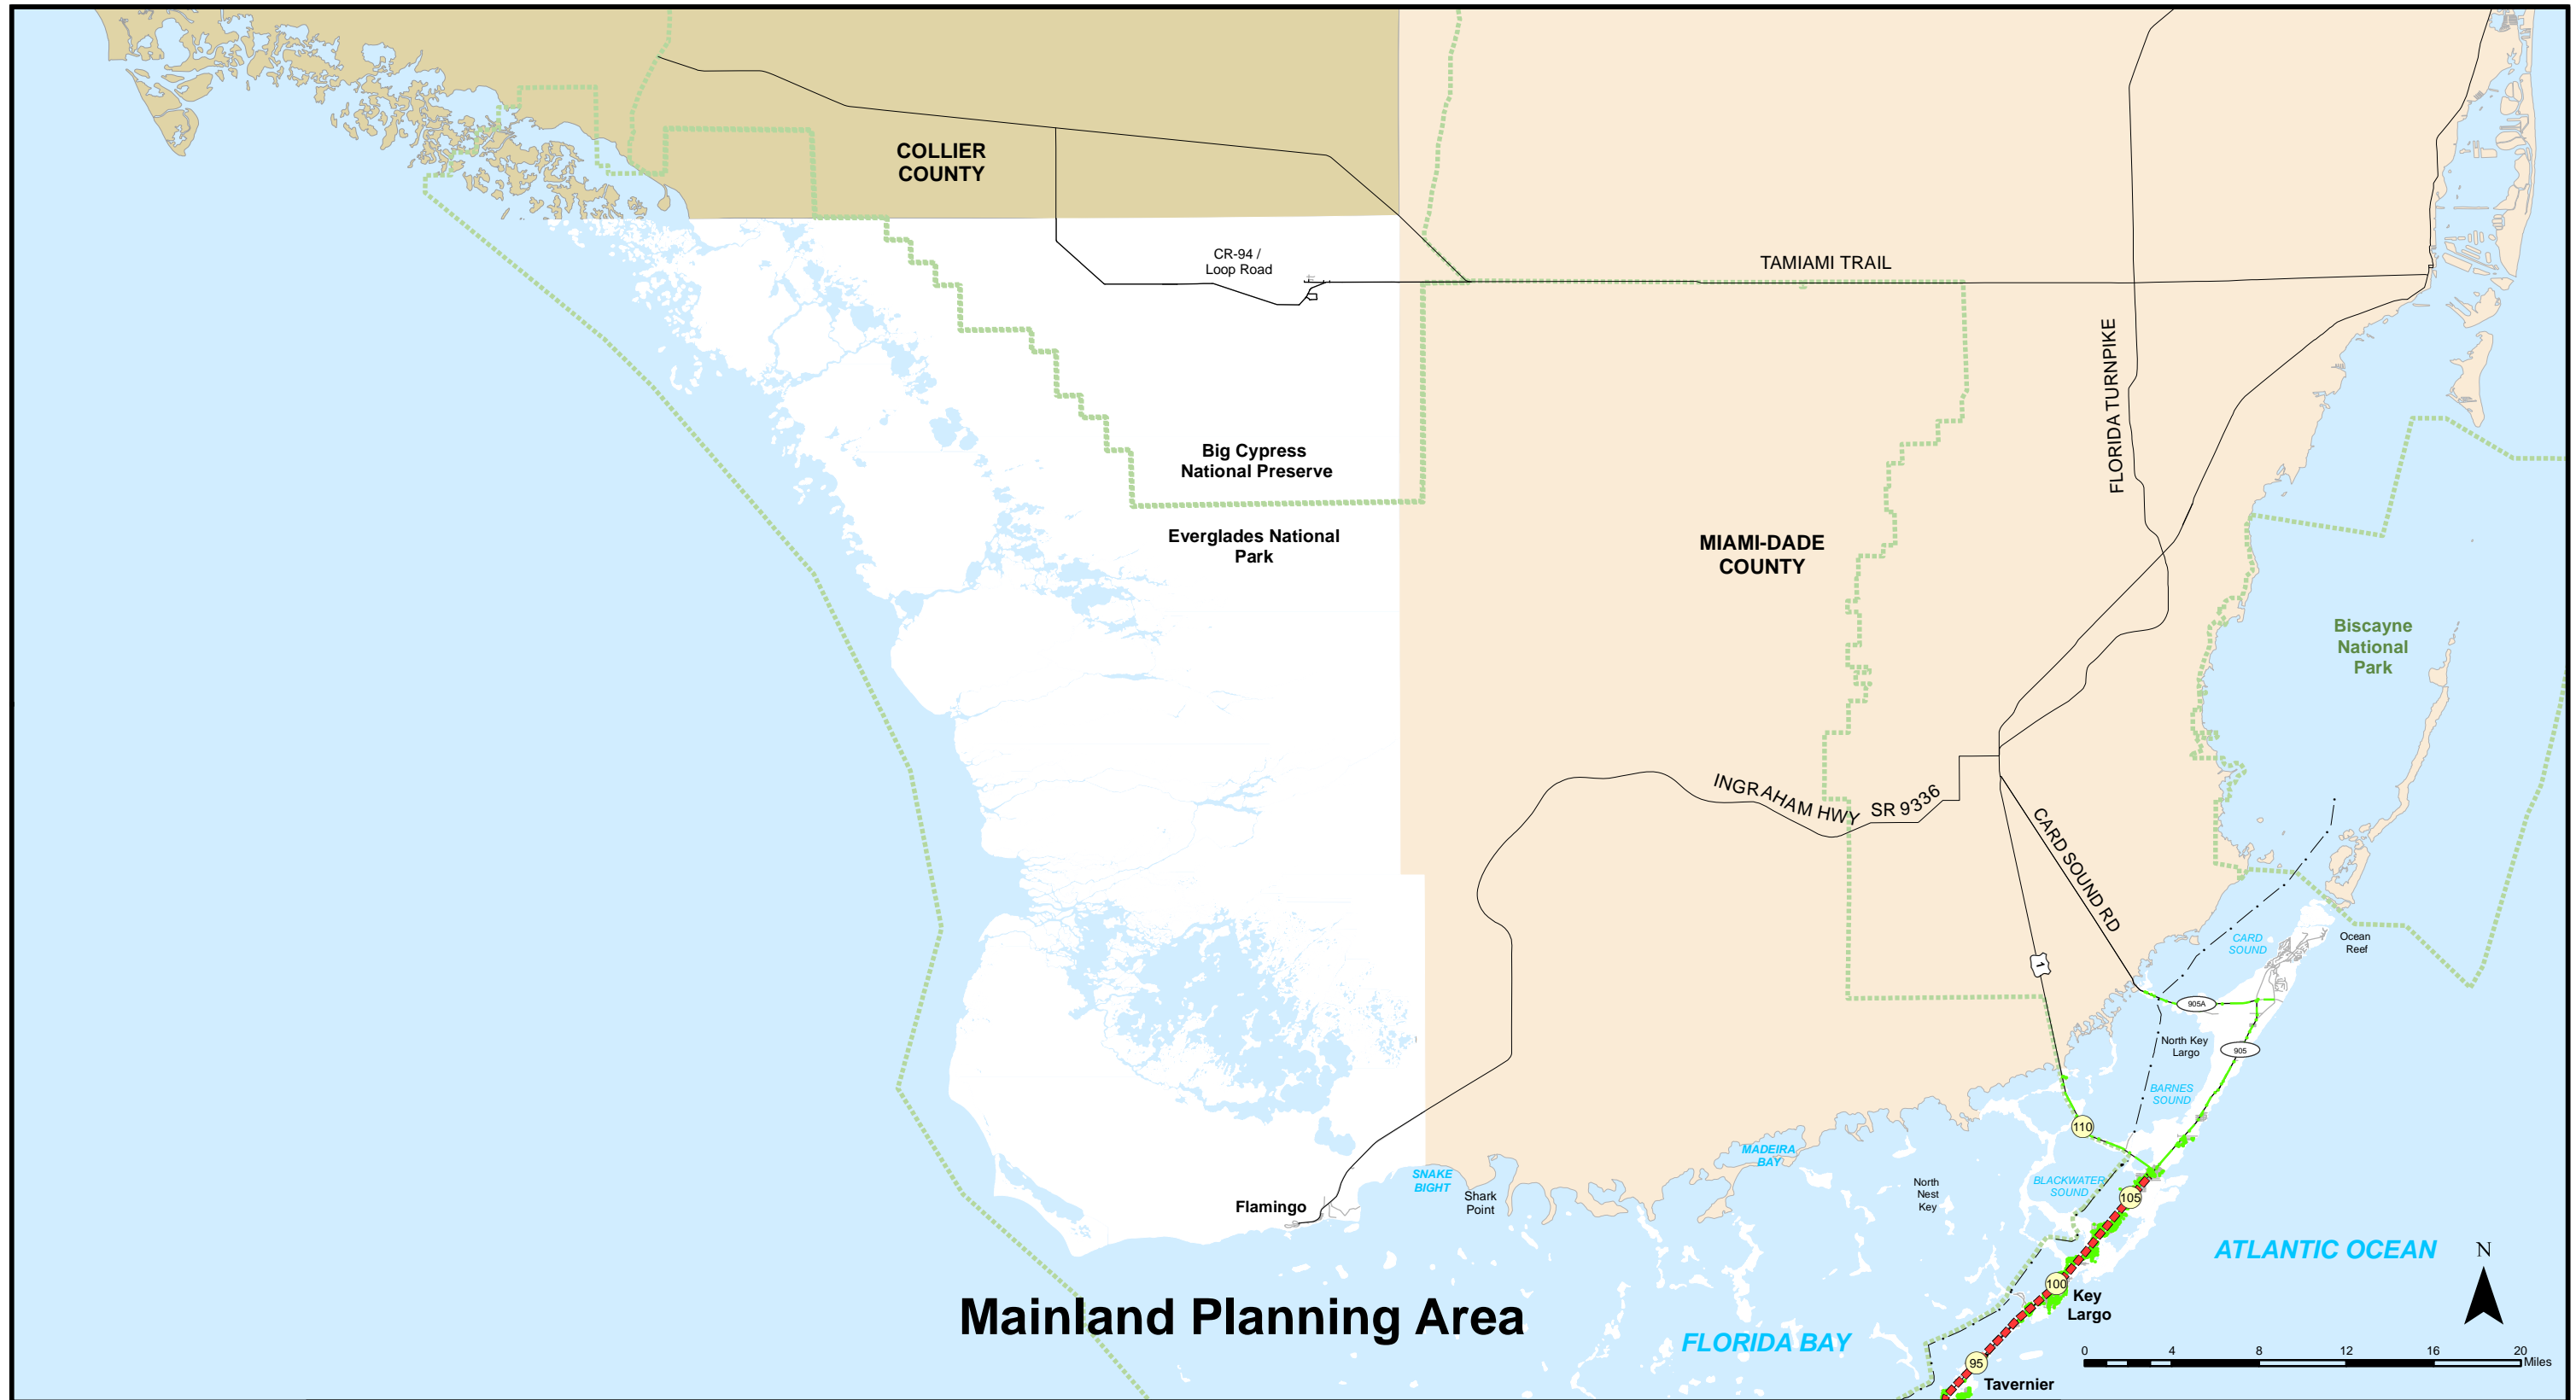 COLLIER
COUNTY
CR-94 /
Loop Road
TAMIAMI TRAIL
FLORIDA TURNPIKE
Big Cypress
National Preserve
Everglades National
Park
MIAMI-DADE
COUNTY
Biscayne
National
Park
INGRAHAM HWY
SR 9336
CARD SOUND RD
CARD
SOUND
Ocean
Reef
1
905A
North Key
Largo
905
BARNES
SOUND
110
MADEIRA
BAY
SNAKE
BIGHT
Shark
Point
North
Nest
Key
BLACKWATER
SOUND
105
Flamingo
ATLANTIC OCEAN
N
100
Key
Largo
Mainland Planning Area
FLORIDA BAY
95
Tavernier
0 4 8 12 16 20
Miles